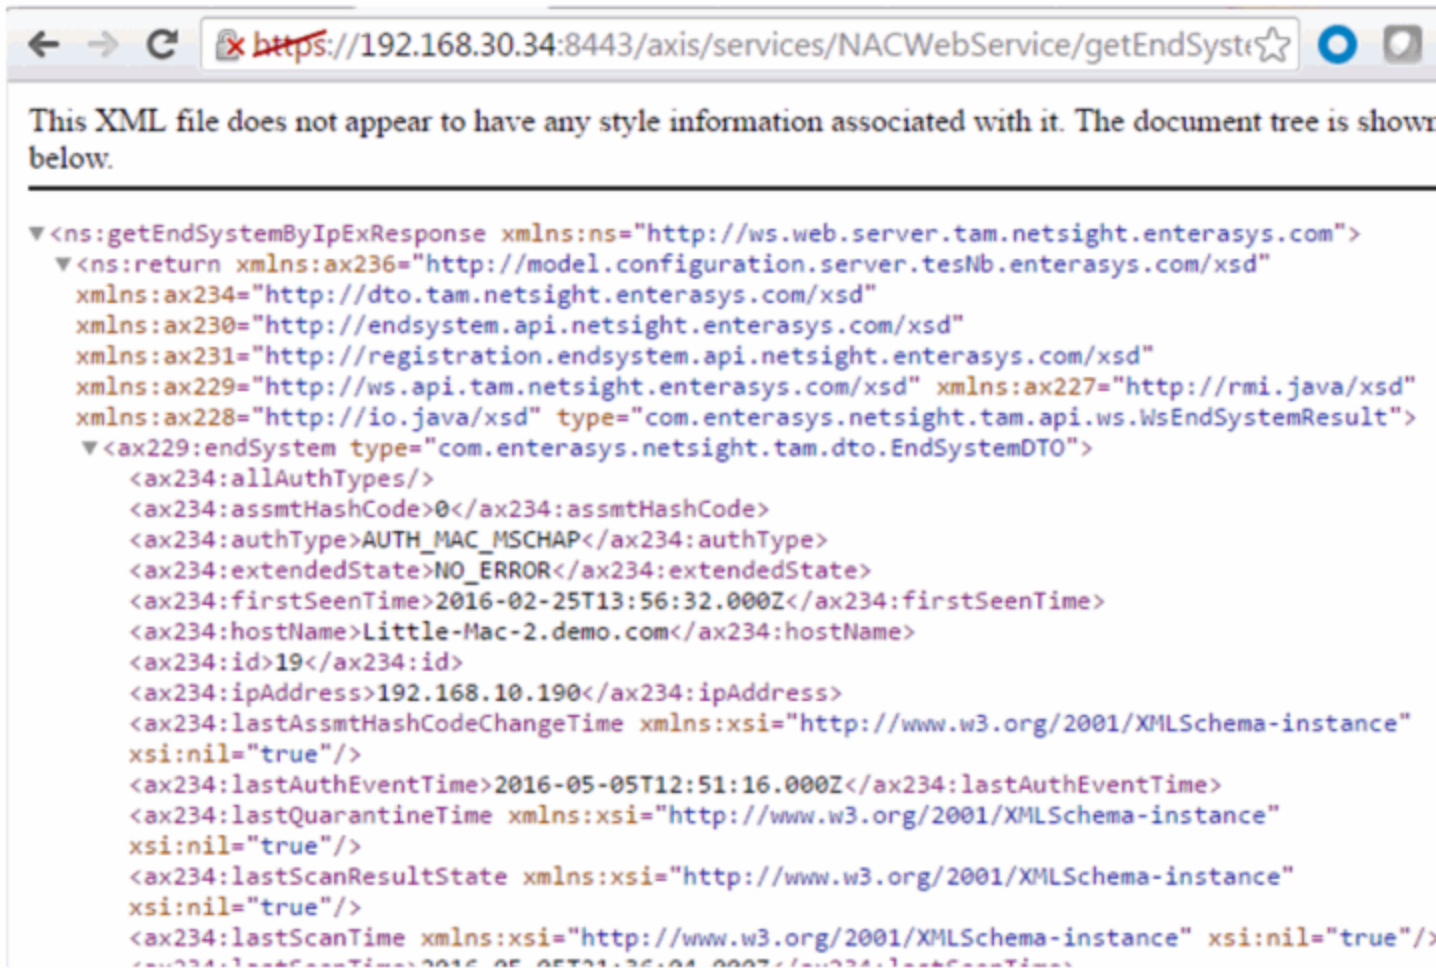 https://192.168.30.34:8443/axis/services/NACWebService/getEndSyst
This XML file does not appear to have any style information associated with it. The document tree is shown
below.
<ns:getEndSystemByIpExResponse xmlns:ns="http://ws.web.server.tam.netsight.enterasys.com">
<ns:return xmlns:ax236="http://model.configuration.server.tesNb.enterasys.com/xsd"
xmlns:ax234="http://dto.tam.netsight.enterasys.com/xsd"
xmlns:ax230="http://endsystem.api.netsight.enterasys.com/xsd"
xmlns:ax231="http://registration.endsystem.api.netsight.enterasys.com/xsd"
xmlns:ax229="http://ws.api.tam.netsight.enterasys.com/xsd" xmlns:ax227="http://rmi.java/xsd"
xmlns:ax228="http://io.java/xsd" type="com.enterasys.netsight.tam.api.ws.WsEndSystemResult">
<ax229:endSystem type="com.enterasys.netsight.tam.dto.EndSystemDTO">
<ax234:allAuthTypes/>
<ax234:assmtHashCode>0</ax234:assmtHashCode>
<ax234:authType>AUTH_MAC_MSCHAP</ax234:authType>
<ax234:extendedState>NO_ERROR</ax234:extendedState>
<ax234:firstSeenTime>2016-02-25T13:56:32.000Z</ax234:firstSeenTime>
<ax234:hostName>Little-Mac-2.demo.com</ax234:hostName>
<ax234:id>19</ax234:id>
<ax234:ipAddress>192.168.10.190</ax234:ipAddress>
<ax234:lastAssmtHashCodeChangeTime xmlns:xsi="http://www.w3.org/2001/XMLSchema-instance"
xsi:nil="true"/>
<ax234:lastAuthEventTime>2016-05-05T12:51:16.000Z</ax234:lastAuthEventTime>
<ax234:lastQuarantineTime xmlns:xsi="http://www.w3.org/2001/XMLSchema-instance"
xsi:nil="true"/>
<ax234:lastScanResultState xmlns:xsi="http://www.w3.org/2001/XMLSchema-instance"
xsi:nil="true"/>
<ax234:lastScanTime xmlns:xsi="http://www.w3.org/2001/XMLSchema-instance" xsi:nil="true"/>